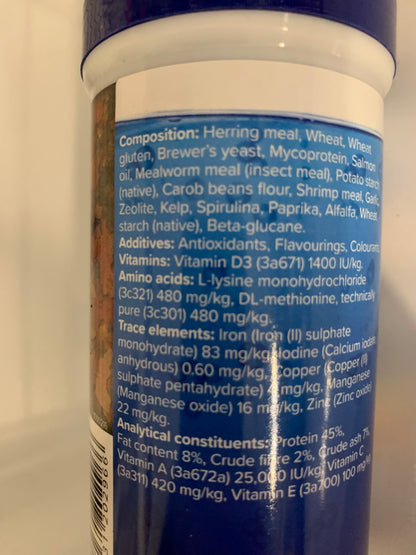 Composition: Herring meal, Wheat, Wheat
gluten, Brewer's yeast, Mycoprotein, Salmon
oil, Mealworm meal (insect meal), Potato starch
(native), Carob beans flour, Shrimp meal, Garlic,
Zeolite, Kelp, Spirulina, Paprika, Alfalfa, Wheat
starch (native), Beta-glucane.
Additives: Antioxidants, Flavourings, Colourants.
Vitamins: Vitamin D3 (3a671) 1400 IU/kg.
Amino acids: L-lysine monohydrochloride
(3c321) 480 mg/kg, DL-methionine, technically
pure (3c301) 480 mg/kg.
Trace elements: Iron (Iron (II) sulphate
monohydrate) 83 mg/kg, Iodine (Calcium iodate,
anhydrous) 0.60 mg/kg, Copper (Copper (II)
sulphate pentahydrate) 4 mg/kg, Manganese
(Manganese oxide) 16 mg/kg, Zinc (Zinc oxide)
22 mg/kg.
Analytical constituents: Protein 45%,
Fat content 8%, Crude fibre 2%, Crude ash 7%,
Vitamin A (3a672a) 25,000 IU/kg, Vitamin C
(3a311) 420 mg/kg, Vitamin E (3a700) 100 mg/kg